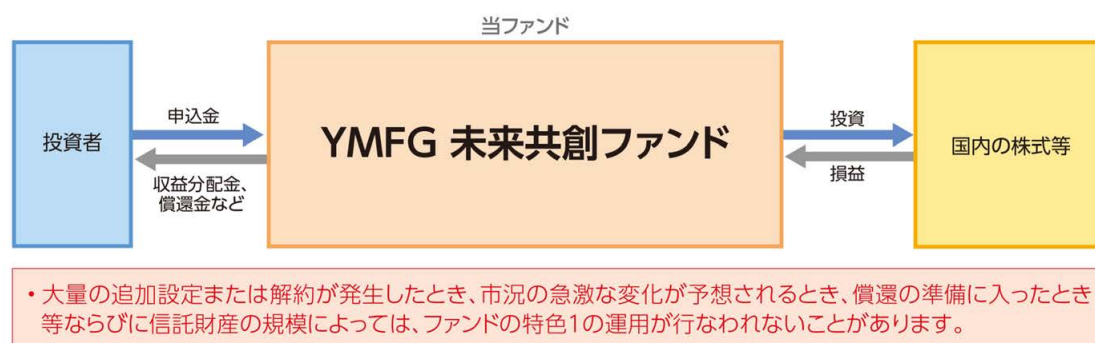 当ファンド
投資者
申込金
収益分配金、
償還金など
YMFG 未来共創ファンド
投資
損益
国内の株式等
・大量の追加設定または解約が発生したとき、市況の急激な変化が予想されるとき、償還の準備に入ったとき
等ならびに信託財産の規模によっては、ファンドの特色1の運用が行なわれないことがあります。